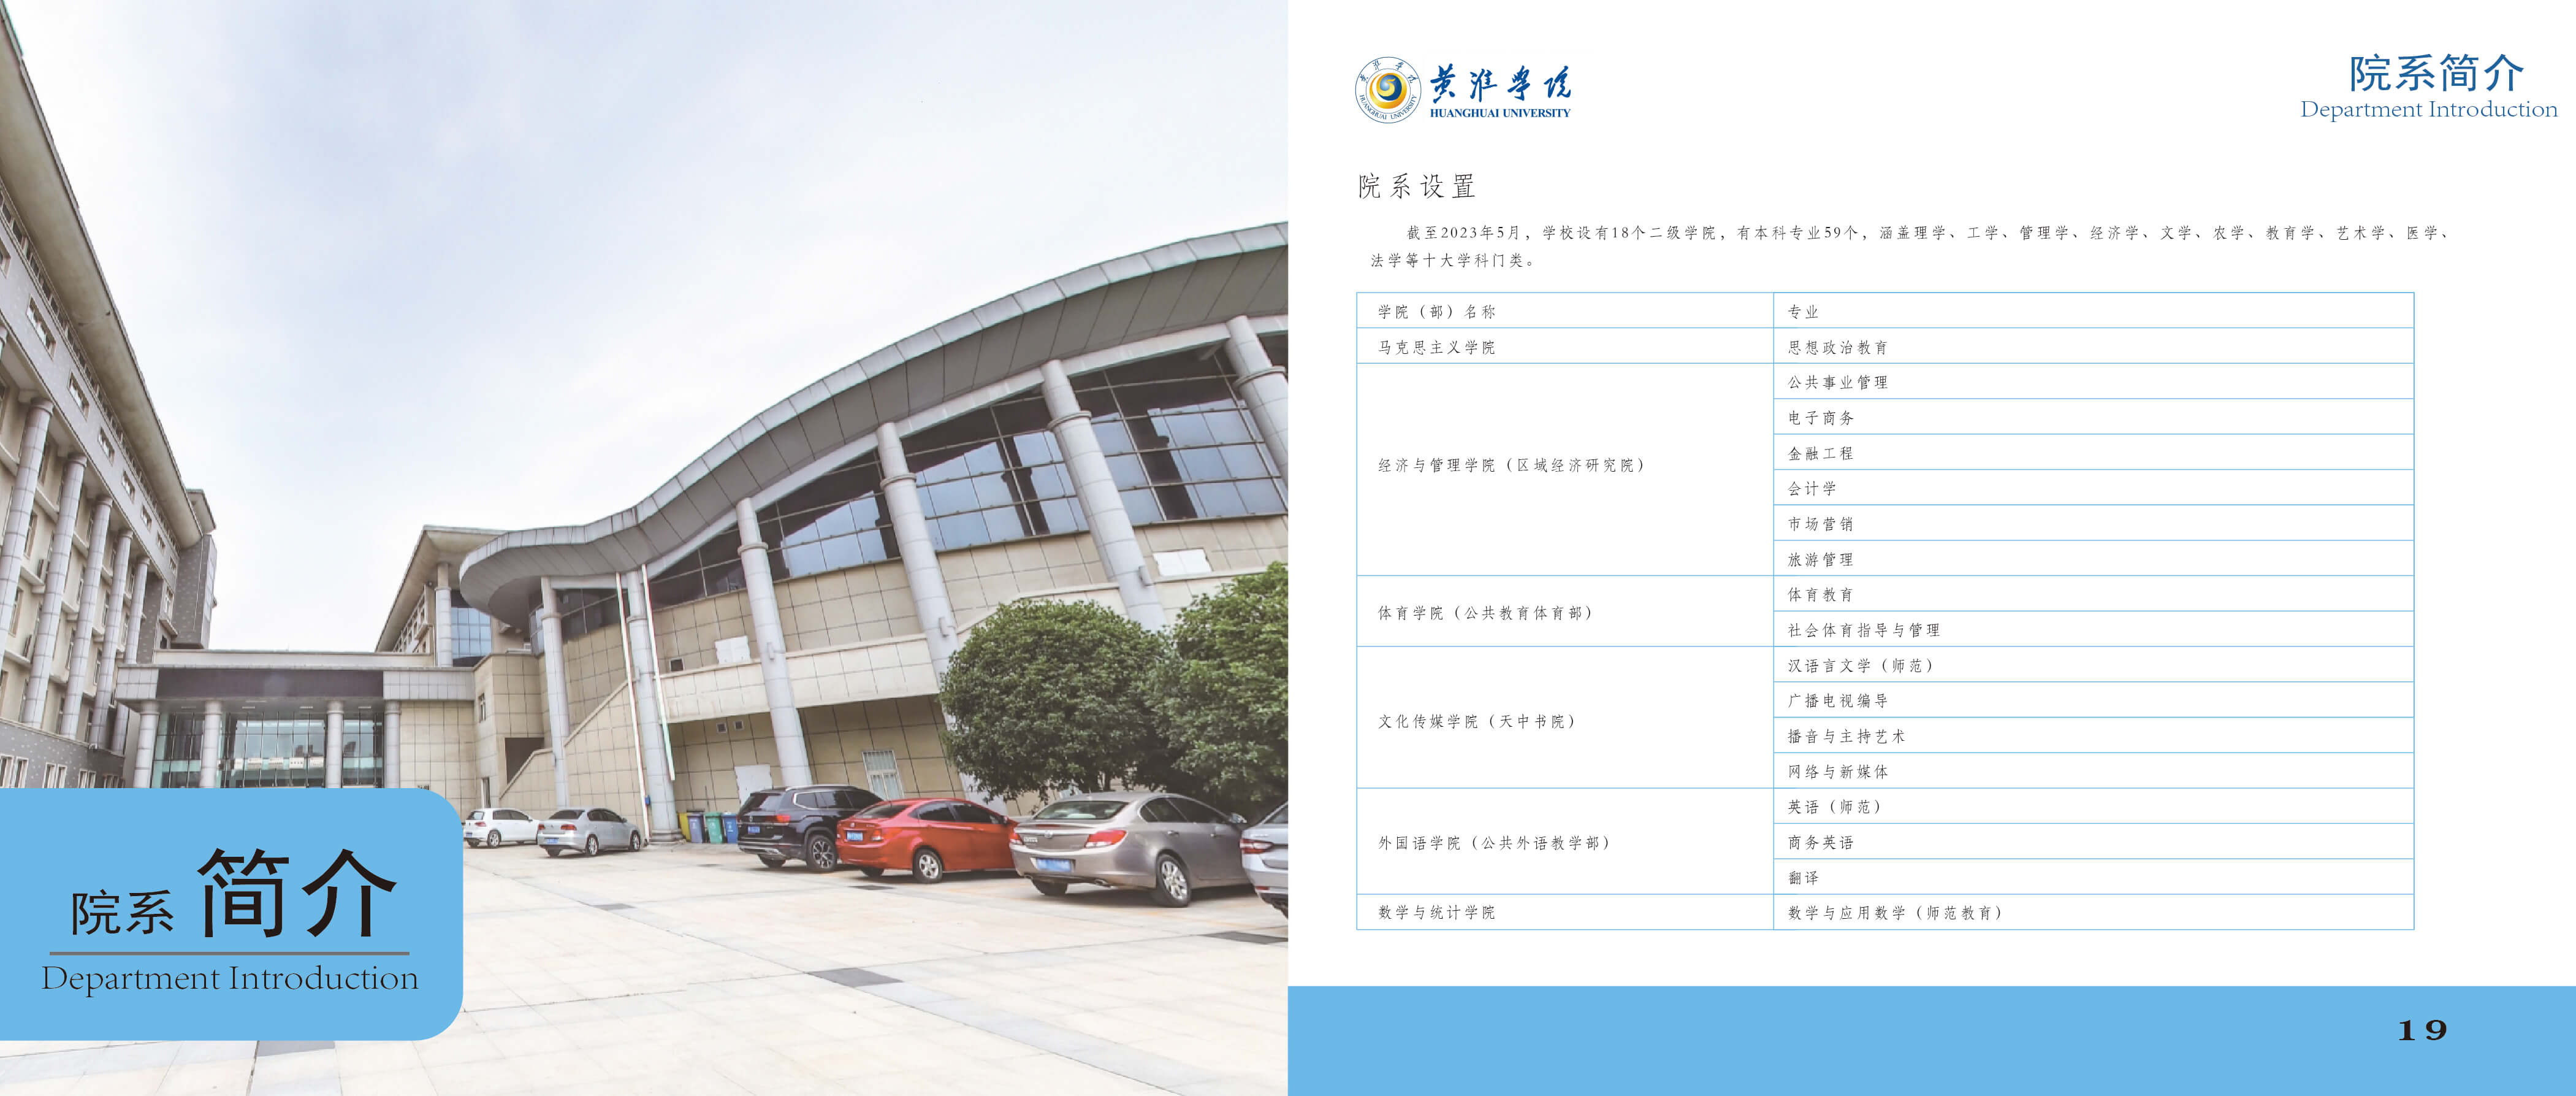 院系 简介
Department Introduction
黄淮学院
HUANGHUAI UNIVERSITY
黄淮学院
HUANGHUAI UNIVERSITY
院系简介
Department Introduction
院系设置
截至2023年5月，学校设有18个二级学院，有本科专业59个，涵盖理学、工学、管理学、经济学、文学、农学、教育学、艺术学、医学、
法学等十大学科门类。
学院（部）名称
专业
马克思主义学院
思想政治教育
经济与管理学院（区域经济研究院）
公共事业管理
电子商务
金融工程
会计学
市场营销
旅游管理
体育学院（公共教育体育部）
体育教育
社会体育指导与管理
文化传媒学院（天中书院）
汉语言文学（师范）
广播电视编导
播音与主持艺术
网络与新媒体
外国语学院（公共外语教学部）
英语（师范）
商务英语
翻译
数学与统计学院
数学与应用数学（师范教育）
19